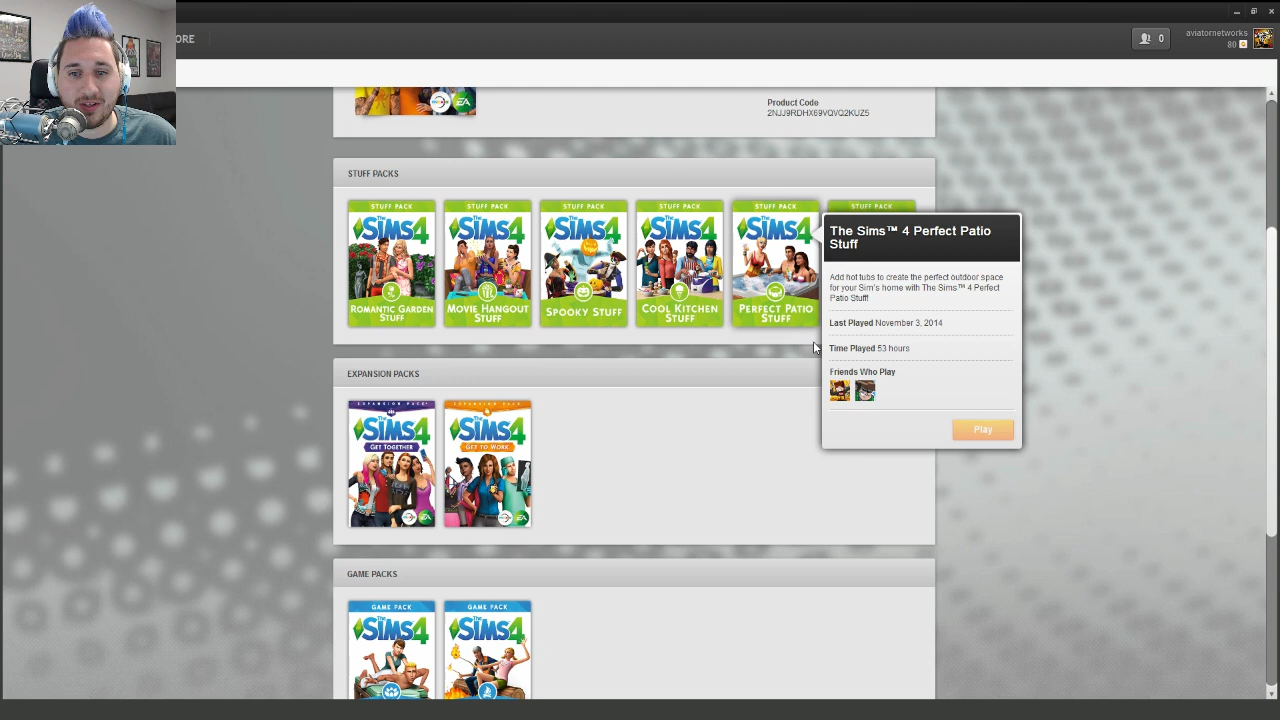 ORE
0
aviatornetworks
80
Product Code
2NJJ9RDHX69VQVQ2KUZ5
EA
STUFF PACKS
STUFF PACK
The SIMS 4
ROMANTIC GARDEN
STUFF
STUFF PACK
The SIMS 4
MOVIE HANGOUT
STUFF
STUFF PACK
The SIMS 4
SPOOKY STUFF
STUFF PACK
The SIMS 4
COOL KITCHEN
STUFF
STUFF PACK
The SIMS4
PERFECT PATIO
STUFF
STUFF PACK
The Sims™ 4 Perfect Patio
Stuff
Add hot tubs to create the perfect outdoor space
for your Sim's home with The Sims™ 4 Perfect
Patio Stuff!
Last Played November 3, 2014
Time Played 53 hours
Friends Who Play
Play
EXPANSION PACKS
EXPANSION PACK
The SIMS 4
GET TOGETHER
EA
EXPANSION PACK
The SIMS 4
GET TO WORK
EA
GAME PACKS
GAME PACK
The SIMS 4
GAME PACK
The SIMS 4